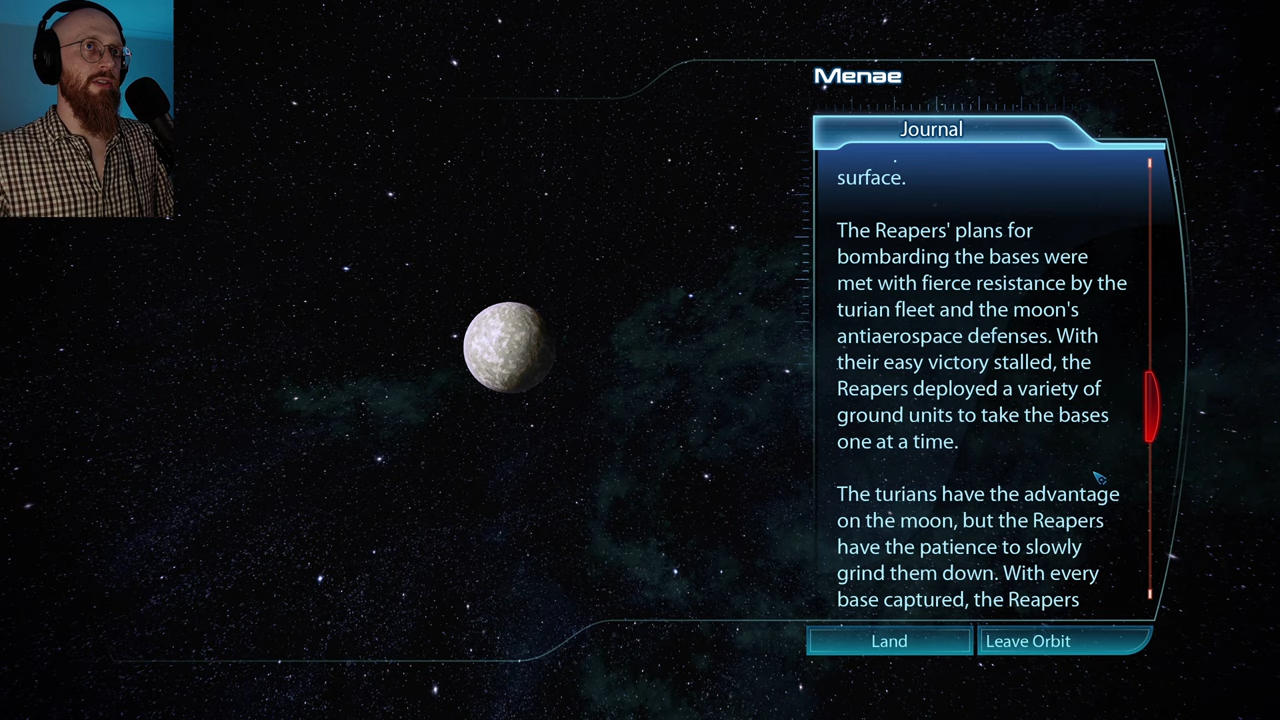 Menae
Journal
surface.
The Reapers' plans for
bombarding the bases were
met with fierce resistance by the
turian fleet and the moon's
antiaerospace defenses. With
their easy victory stalled, the
Reapers deployed a variety of
ground units to take the bases
one at a time.
The turians have the advantage
on the moon, but the Reapers
have the patience to slowly
grind them down. With every
base captured, the Reapers
Land
Leave Orbit